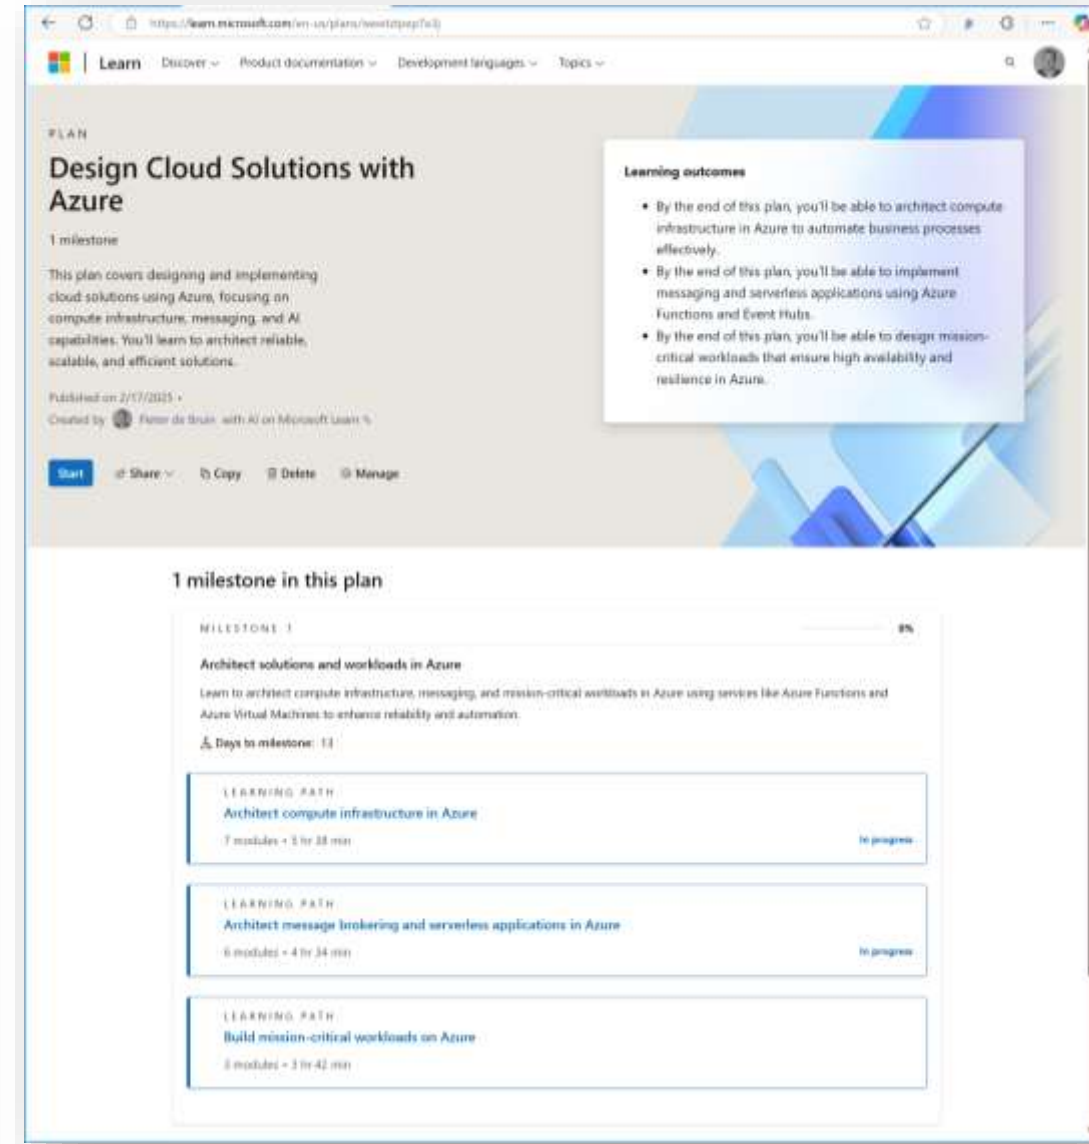 https://learn.microsoft.com/en-us/plans/
Learn Discover Product documentation Development languages Topics
PLAN
Design Cloud Solutions with
Azure
1 milestone
This plan covers designing and implementing
cloud solutions using Azure, focusing on
compute infrastructure, messaging, and AI
capabilities. You'll learn to architect reliable,
scalable, and efficient solutions.
Published on 2/17/2025 •
Created by Pieter de Bruin with AI on Microsoft Learn
Start Share Copy Delete Manage
Learning outcomes
• By the end of this plan, you'll be able to architect compute
infrastructure in Azure to automate business processes
effectively.
• By the end of this plan, you'll be able to implement
messaging and serverless applications using Azure
Functions and Event Hubs.
• By the end of this plan, you'll be able to design mission-
critical workloads that ensure high availability and
resilience in Azure.
1 milestone in this plan
MILESTONE 1 0%
Architect solutions and workloads in Azure
Learn to architect compute infrastructure, messaging, and mission-critical workloads in Azure using services like Azure Functions and
Azure Virtual Machines to enhance reliability and automation.
Days to milestone: 13
LEARNING PATH
Architect compute infrastructure in Azure
7 modules • 5 hr 38 min In progress
LEARNING PATH
Architect message brokering and serverless applications in Azure
6 modules • 4 hr 34 min In progress
LEARNING PATH
Build mission-critical workloads on Azure
3 modules • 3 hr 42 min